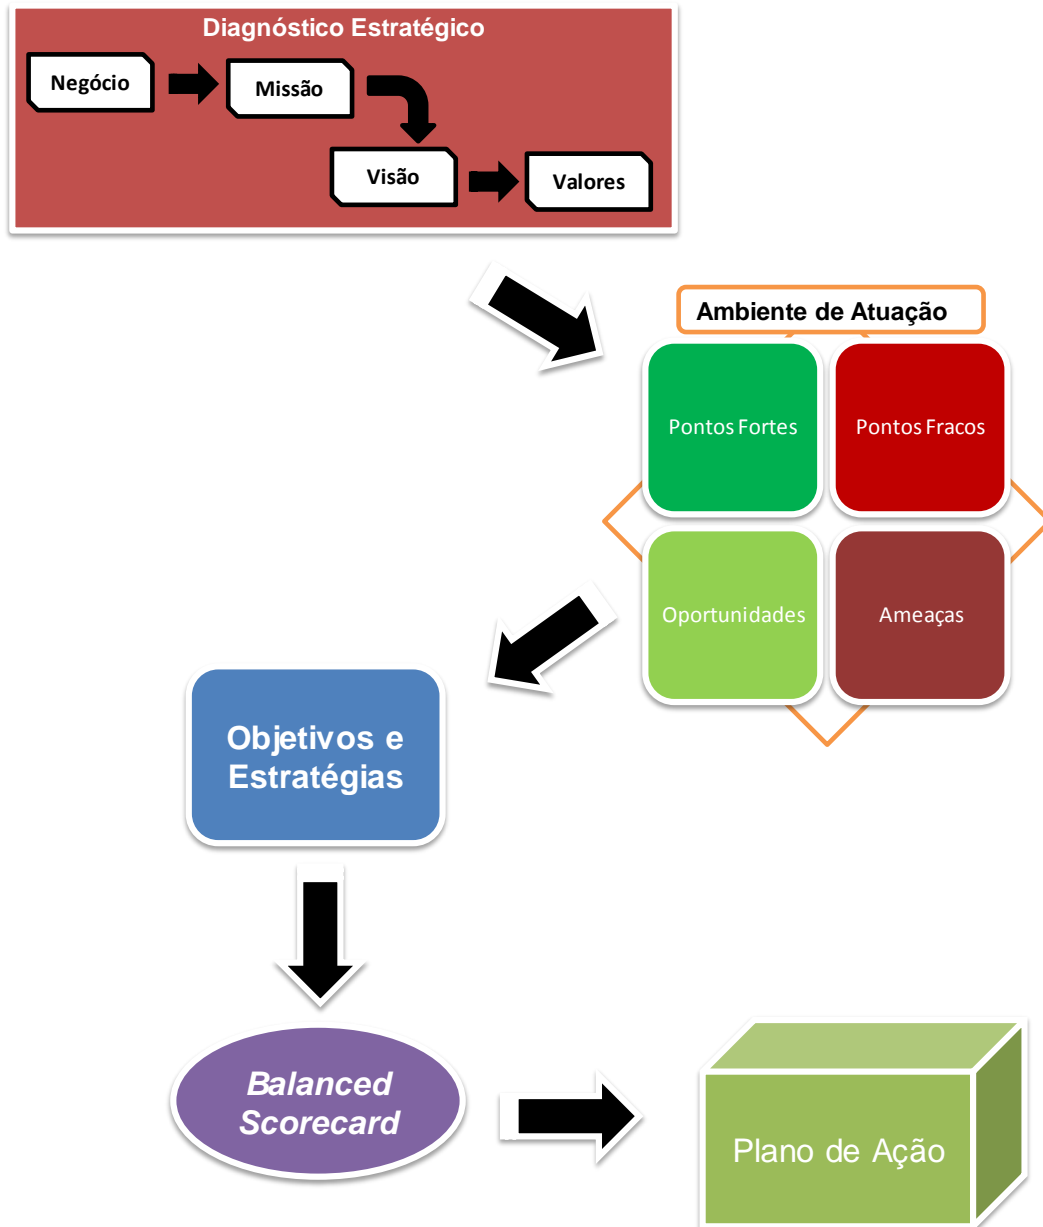 Diagnóstico Estratégico
Negócio
Missão
Visão
Valores
Ambiente de Atuação
Pontos Fortes
Pontos Fracos
Oportunidades
Ameaças
Objetivos e
Estratégias
Balanced
Scorecard
Plano de Ação